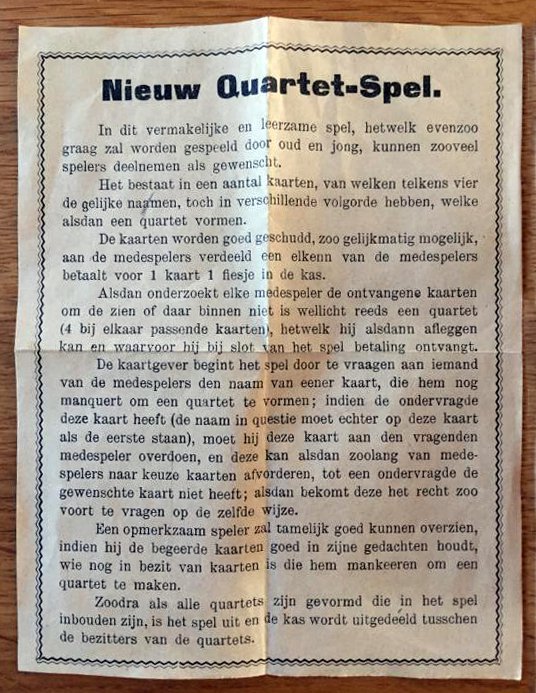 Nieuw Quartet-Spel.
In dit vermakelijke en leerzame spel, hetwelk evenzoo
graag zal worden gespeeld door oud en jong, kunnen zooveel
spelers deelnemen als gewenscht.
Het bestaat in een aantal kaarten, van welken telkens vier
de gelijke naamen, toch in verschillende volgorde hebben, welke
alsdan een quartet vormen.
De kaarten worden goed geschudd, zoo gelijkmatig mogelijk,
aan de medespelers verdeeld een elkenn van de medespelers
betaalt voor 1 kaart 1 fiesje in de kas.
Alsdan onderzoekt elke medespeler de ontvangene kaarten
om de zien of daar binnen niet is wellicht reeds een quartet
(4 bij elkaar passende kaarten), hetwelk hij alsdann afleggen
kan en waarvoor hij bij slot van het spel betaling ontvangt.
De kaartgever begint het spel door te vraagen aan iemand
van de medespelers den naam van eener kaart, die hem nog
manquert om een quartet te vormen; indien de ondervragde
deze kaart heeft (de naam in questie moet echter op deze kaart
als de eerste staan), moet hij deze kaart aan den vragenden
medespeler overdoen, en deze kan alsdan zoolang van mede-
spelers naar keuze kaarten afvorderen, tot een ondervragde de
gewenschte kaart niet heeft; alsdan bekomt deze het recht zoo
voort te vragen op de zelfde wijze.
Een opmerkzaam speler zal tamelijk goed kunnen overzien,
indien hij de begeerde kaarten goed in zijne gedachten houdt,
wie nog in bezit van kaarten is die hem mankeeren om een
quartet te maken.
Zoodra als alle quartets zijn gevormd die in het spel
inbouden zijn, is het spel uit en de kas wordt uitgedeeld tusschen
de bezitters van de quartets.